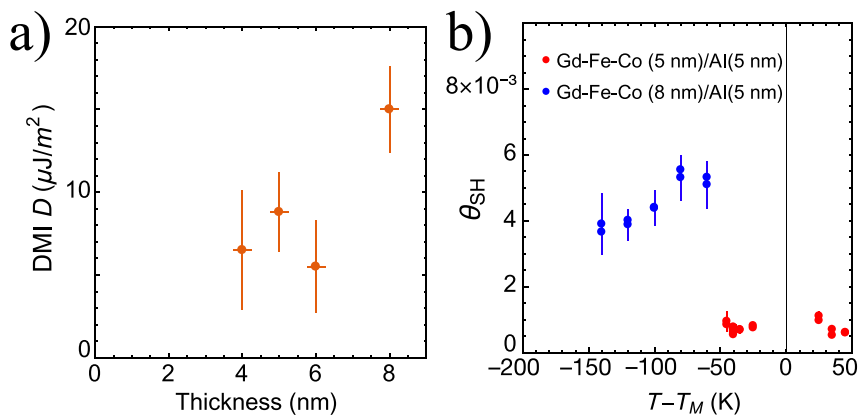 a)
20
10
0
DMI D (μJ/m²)
0
2
4
6
8
Thickness (nm)
b)
Gd-Fe-Co (5 nm)/Al(5 nm)
Gd-Fe-Co (8 nm)/Al(5 nm)
8×10⁻³
6
4
2
0
θSH
−200
−150
−100
−50
0
50
T−TM (K)